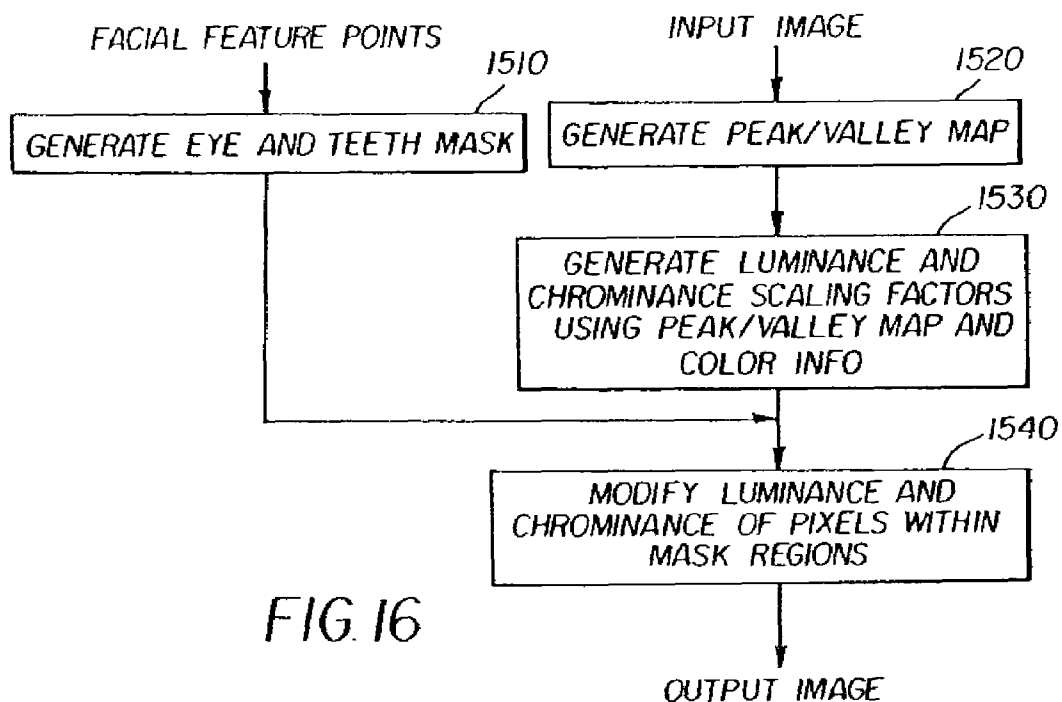 FACIAL FEATURE POINTS
INPUT IMAGE
1510
1520
GENERATE EYE AND TEETH MASK
GENERATE PEAK/VALLEY MAP
1530
GENERATE LUMINANCE AND
CHROMINANCE SCALING FACTORS
USING PEAK/VALLEY MAP AND
COLOR INFO
1540
MODIFY LUMINANCE AND
CHROMINANCE OF PIXELS WITHIN
MASK REGIONS
FIG. 16
OUTPUT IMAGE